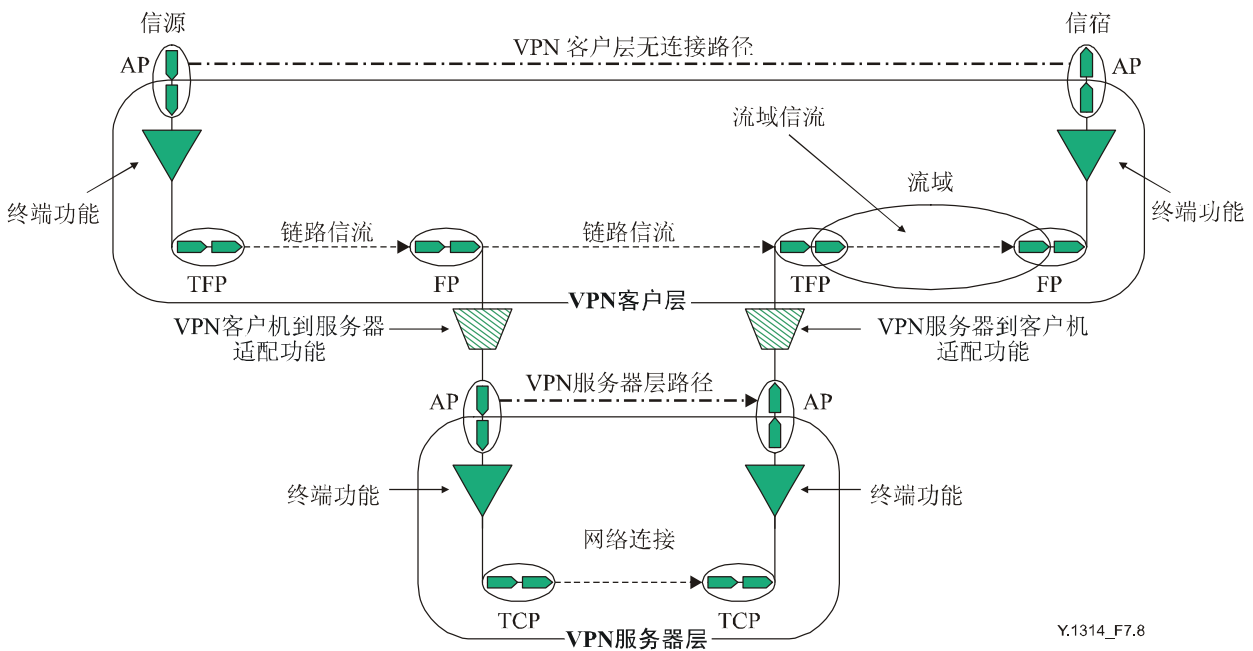 信源
信宿
VPN 客户层无连接路径
AP
AP
流域信流
流域
终端功能
终端功能
链路信流
链路信流
TFP
FP
TFP
FP
VPN客户层
VPN客户机到服务器
适配功能
VPN服务器到客户机
适配功能
VPN服务器层路径
AP
AP
终端功能
终端功能
网络连接
TCP
TCP
VPN服务器层
Y.1314_F7.8